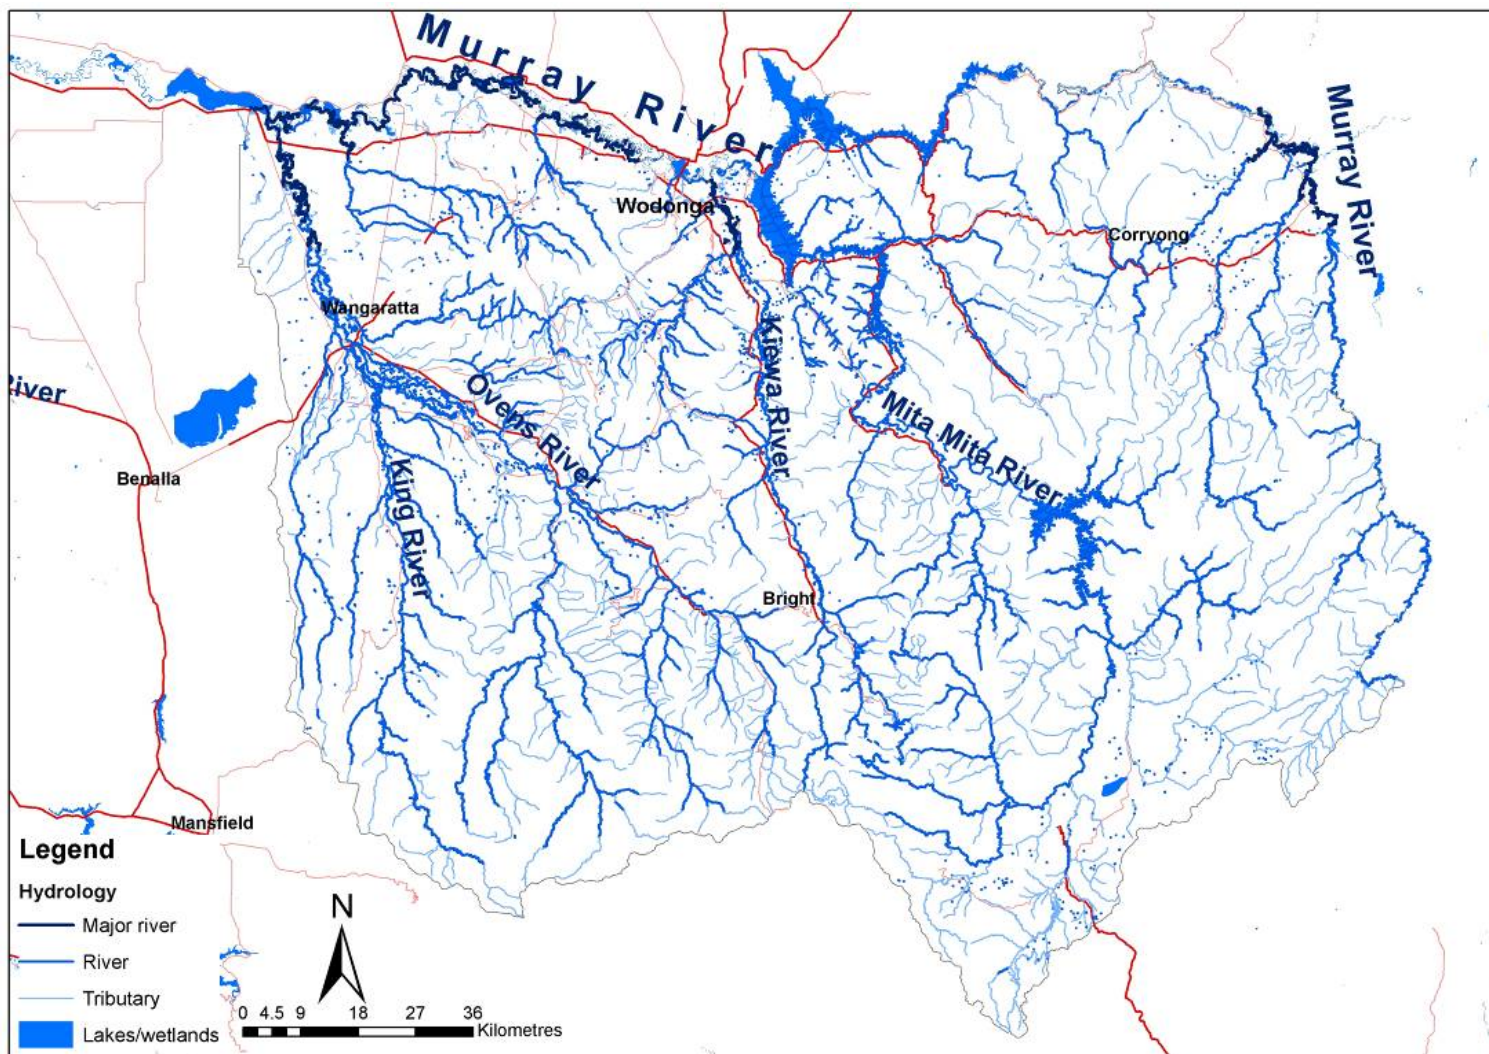 Murray River
Murray River
Wodonga
Corryong
Wangaratta
River
Ovens River
Kiewa River
Mita Mita River
Benalla
King River
Bright
Mansfield
Legend
Hydrology
Major river
River
Tributary
Lakes/wetlands
N
0 4.5 9 18 27 36
Kilometres